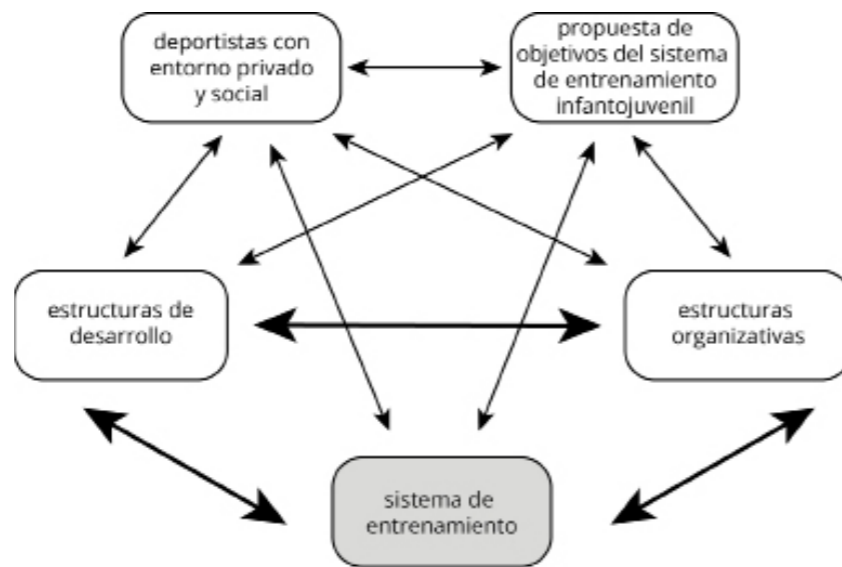 deportistas con
entorno privado
y social
propuesta de
objetivos del sistema
de entrenamiento
infantojuvenil
estructuras de
desarrollo
estructuras
organizativas
sistema de
entrenamiento